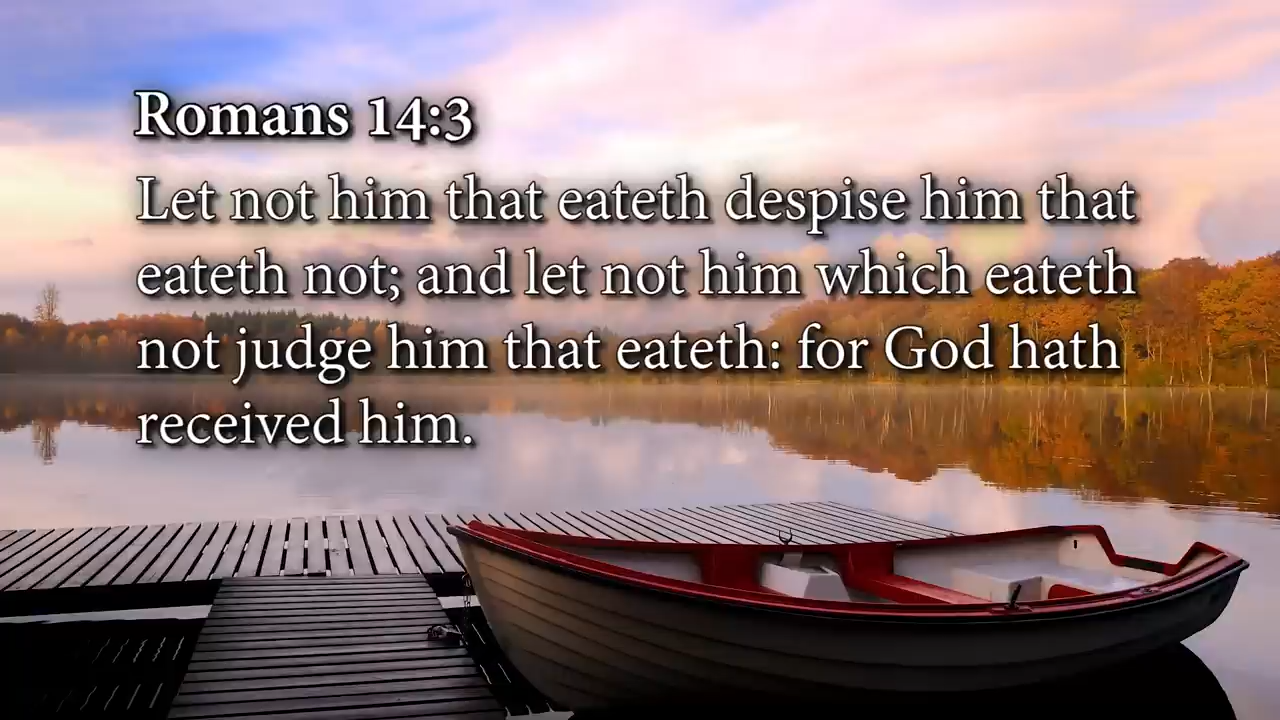 Romans 14:3
Let not him that eateth despise him that
eateth not; and let not him which eateth
not judge him that eateth: for God hath
received him.